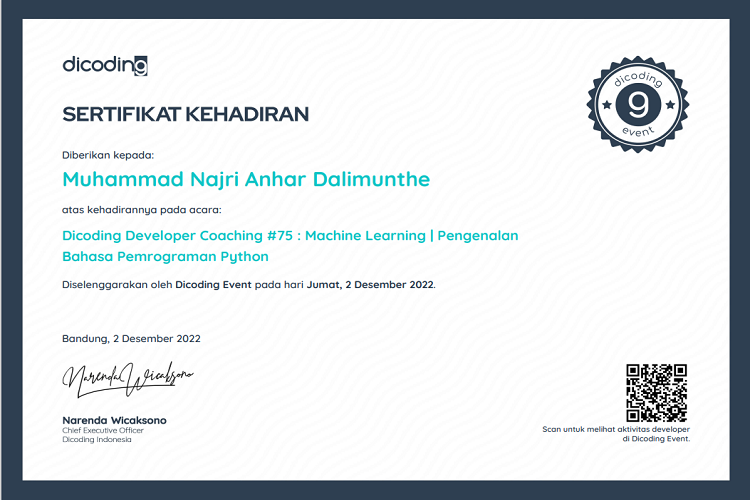 dicoding
SERTIFIKAT KEHADIRAN
dicoding
event
Diberikan kepada:
Muhammad Najri Anhar Dalimunthe
atas kehadirannya pada acara:
Dicoding Developer Coaching #75 : Machine Learning | Pengenalan
Bahasa Pemrograman Python
Diselenggarakan oleh Dicoding Event pada hari Jumat, 2 Desember 2022.
Bandung, 2 Desember 2022
Narenda Wicaksono
Narenda Wicaksono
Chief Executive Officer
Dicoding Indonesia
Scan untuk melihat aktivitas developer
di Dicoding Event.